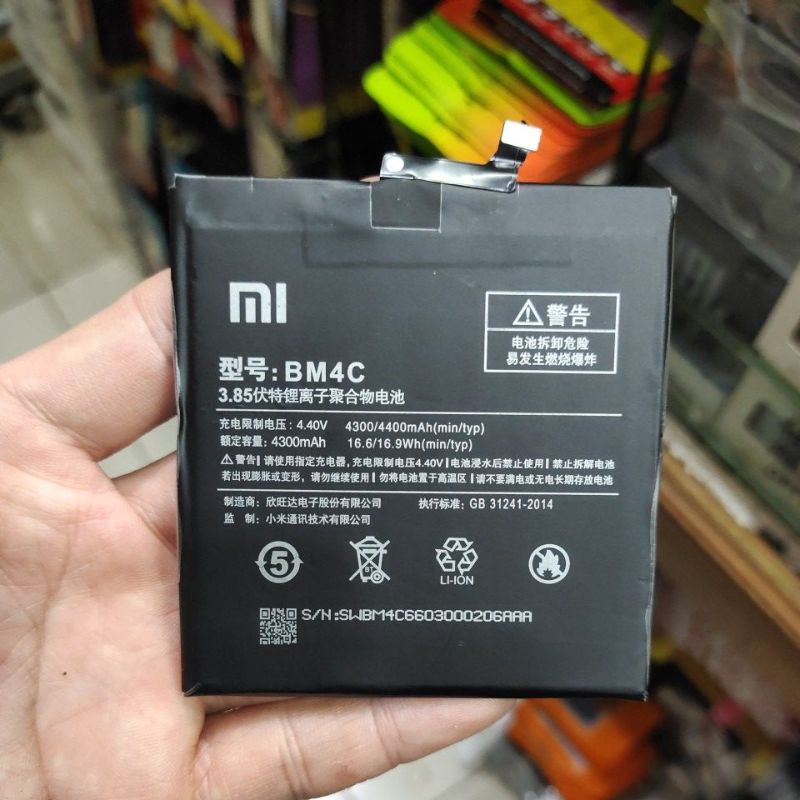 MI
警告
电池拆卸危险
易发生燃烧爆炸
型号: BM4C
3.85伏特锂离子聚合物电池
充电限制电压: 4.40V 4300/4400mAh(min/typ)
额定容量: 4300mAh 16.6/16.9Wh(min/typ)
警告! 请使用指定充电器, 充电限制电压4.40V | 电池浸水后禁止使用 | 禁止拆解电池
若出现膨胀或变形, 请勿继续使用 | 勿将电池放置于高温区 | 请不要满电或无电长期存放电池
制造商: 欣旺达电子股份有限公司 执行标准: GB 31241-2014
监 制: 小米通讯技术有限公司
5
BT
LI-ION
S/N:SWBM4C6603000206AAA